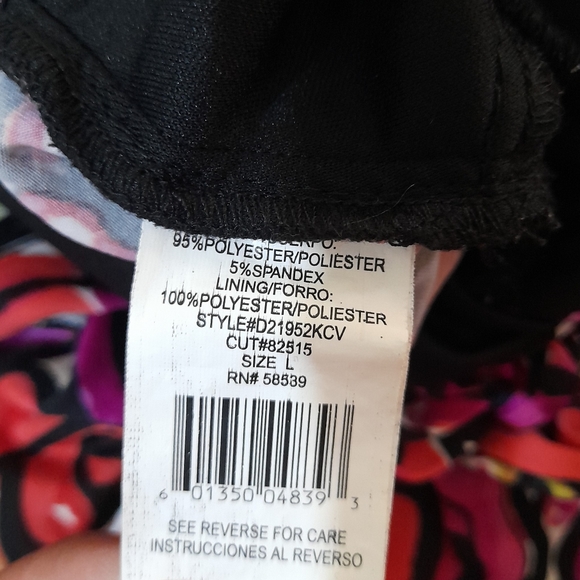 95%POLYESTER/POLIESTER
5%SPANDEX
LINING/FORRO:
100%POLYESTER/POLIESTER
STYLE#D21952KCV
CUT#82515
SIZE L
RN# 58539
6 01350 04839 3
SEE REVERSE FOR CARE
INSTRUCCIONES AL REVERSO